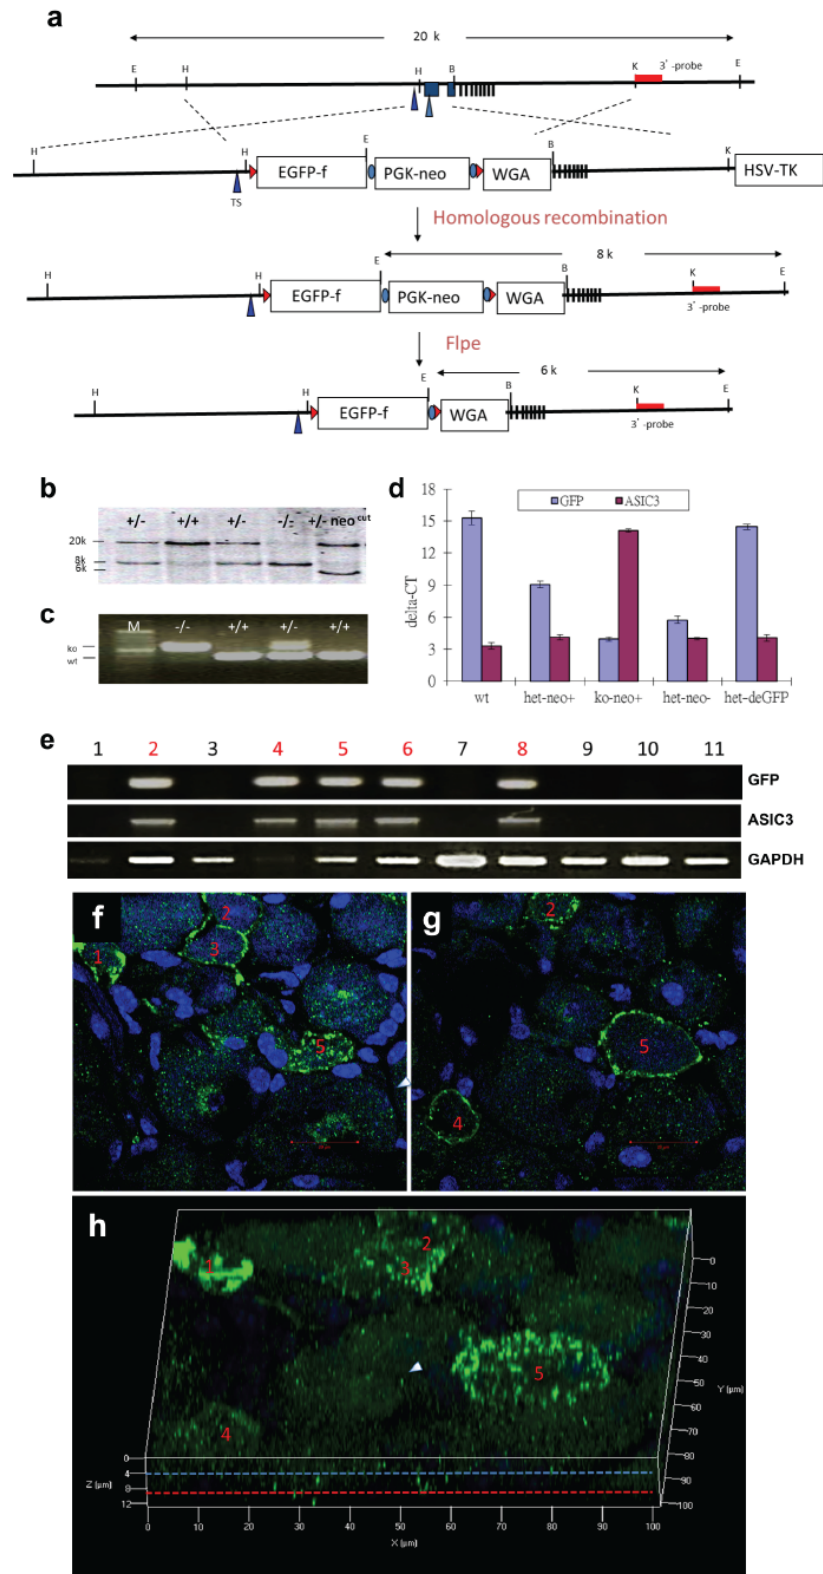 a
20 k
E H H B K 3'-probe E
H H E B K
EGFP-f PGK-neo WGA HSV-TK
TS
Homologous recombination
8 k
H H E B K E
EGFP-f PGK-neo WGA
3'-probe
Flpe
6 k
H H E B K E
EGFP-f WGA
3'-probe
b
+/- +/+ +/- -/- +/- neo cut
20k
8k
6k
c
M -/- +/+ +/- +/+
ko
wt
d
GFP ASIC3
18
15
12
9
6
3
0
delta-CT
wt het-neo+ ko-neo+ het-neo- het-deGFP
e
1 2 3 4 5 6 7 8 9 10 11
GFP
ASIC3
GAPDH
f
1
2
3
5
g
2
5
4
h
1
2
3
4
5
0
10
20
30
40
50
60
70
80
90
100
Y (µm)
0
4
8
12
Z (µm)
0 10 20 30 40 50 60 70 80 90 100
X (µm)